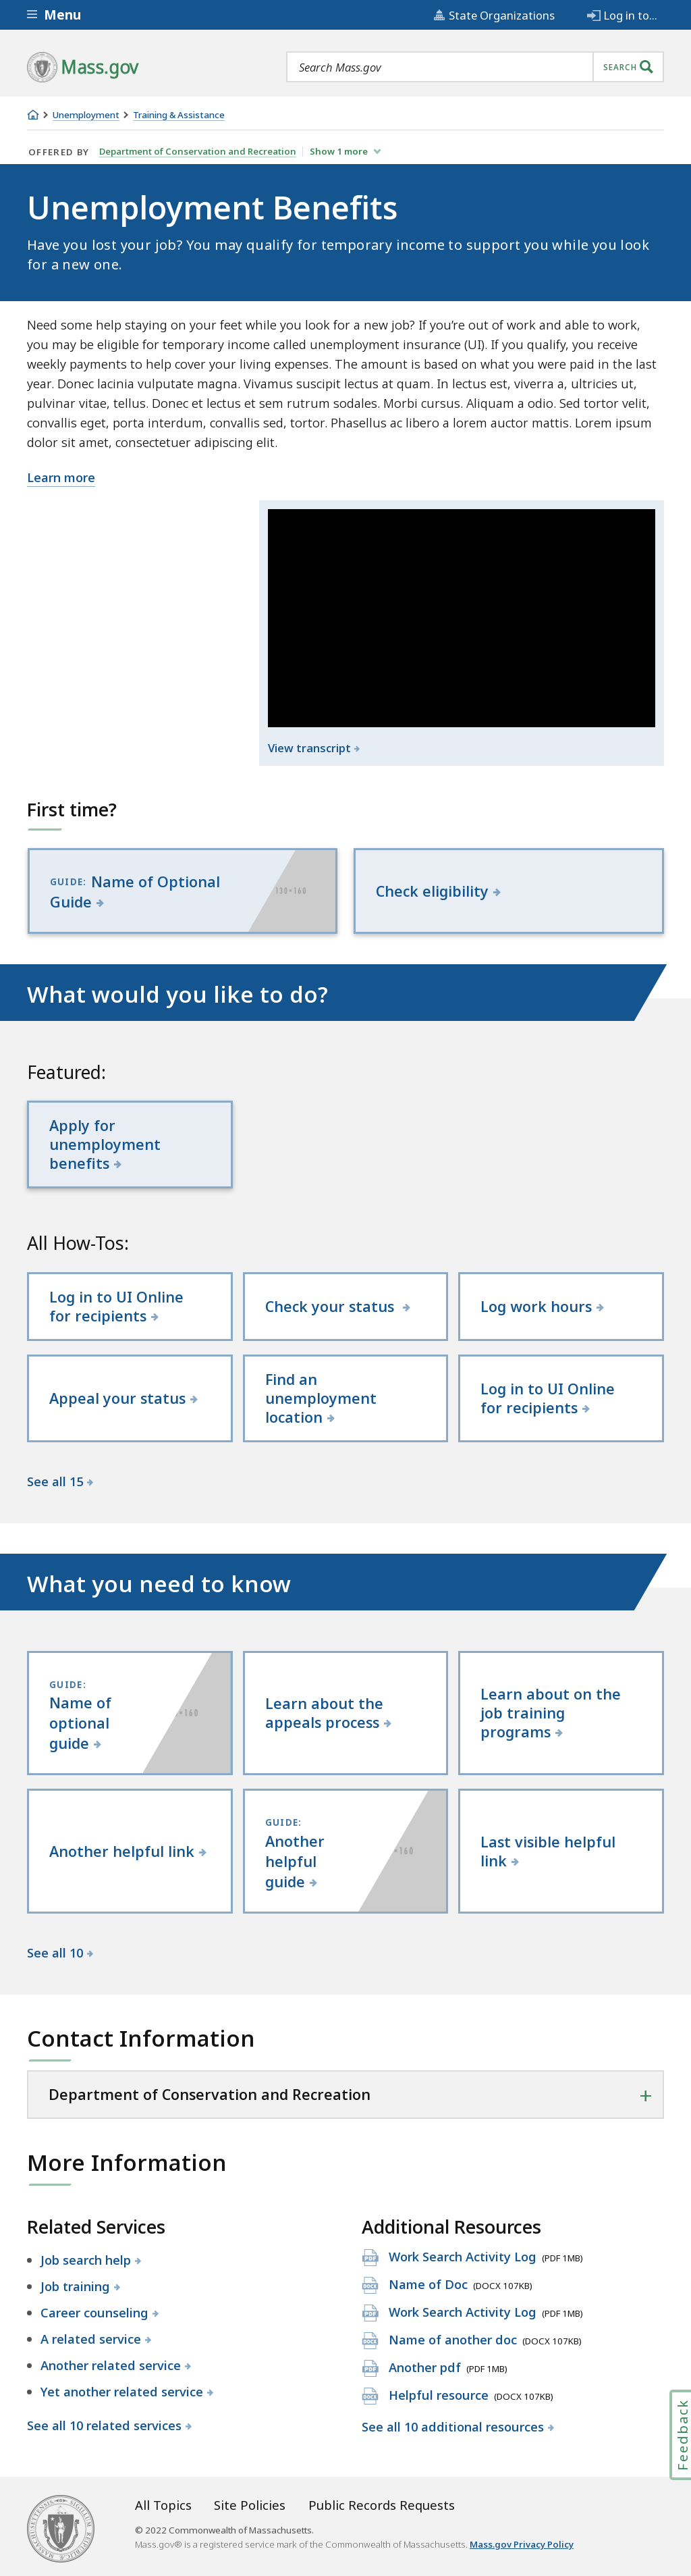 Menu
State Organizations
Log in to...
Mass.gov
Search Mass.gov
SEARCH
Unemployment
Training & Assistance
OFFERED BY Department of Conservation and Recreation Show 1 more
Unemployment Benefits
Have you lost your job? You may qualify for temporary income to support you while you look
for a new one.
Need some help staying on your feet while you look for a new job? If you’re out of work and able to work,
you may be eligible for temporary income called unemployment insurance (UI). If you qualify, you receive
weekly payments to help cover your living expenses. The amount is based on what you were paid in the last
year. Donec lacinia vulputate magna. Vivamus suscipit lectus at quam. In lectus est, viverra a, ultricies ut,
pulvinar vitae, tellus. Donec et lectus et sem rutrum sodales. Morbi cursus. Aliquam a odio. Sed tortor velit,
convallis eget, porta interdum, convallis sed, tortor. Phasellus ac libero a lorem auctor mattis. Lorem ipsum
dolor sit amet, consectetuer adipiscing elit.
Learn more
View transcript
First time?
GUIDE: Name of Optional
Guide
130×160
Check eligibility
What would you like to do?
Featured:
Apply for
unemployment
benefits
All How-Tos:
Log in to UI Online
for recipients
Check your status
Log work hours
Appeal your status
Find an
unemployment
location
Log in to UI Online
for recipients
See all 15
What you need to know
GUIDE:
Name of
optional
guide
×160
Learn about the
appeals process
Learn about on the
job training
programs
Another helpful link
GUIDE:
Another
helpful
guide
×160
Last visible helpful
link
See all 10
Contact Information
Department of Conservation and Recreation
More Information
Related Services
Job search help
Job training
Career counseling
A related service
Another related service
Yet another related service
See all 10 related services
Additional Resources
PDF Work Search Activity Log (PDF 1MB)
DOCX Name of Doc (DOCX 107KB)
PDF Work Search Activity Log (PDF 1MB)
DOCX Name of another doc (DOCX 107KB)
PDF Another pdf (PDF 1MB)
DOCX Helpful resource (DOCX 107KB)
See all 10 additional resources
Feedback
All Topics
Site Policies
Public Records Requests
© 2022 Commonwealth of Massachusetts.
Mass.gov® is a registered service mark of the Commonwealth of Massachusetts. Mass.gov Privacy Policy